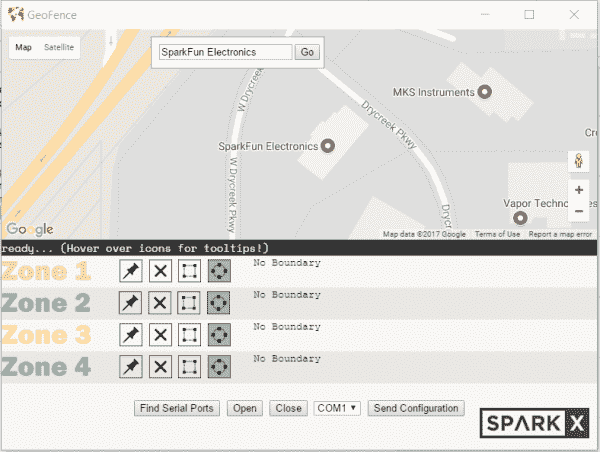 GeoFence
Map Satellite
SparkFun Electronics Go
MKS Instruments
W Drycreek
Drycreek Pkwy
SparkFun Electronics
W Drycreek Pkwy
Vapor Technologies
Google
Map data ©2017 Google Terms of Use Report a map error
ready... (Hover over icons for tooltips!)
Zone 1 No Boundary
Zone 2 No Boundary
Zone 3 No Boundary
Zone 4 No Boundary
Find Serial Ports Open Close COM1 Send Configuration
SPARK X